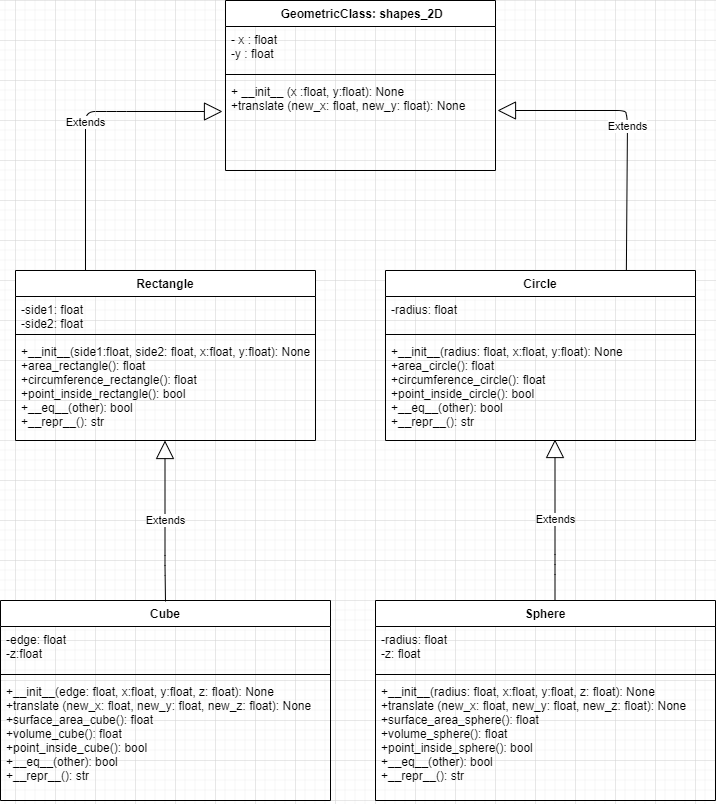 GeometricClass: shapes_2D
- x : float
-y : float
+ __init__ (x :float, y:float): None
+translate (new_x: float, new_y: float): None
Extends
Extends
Rectangle
-side1: float
-side2: float
+__init__(side1:float, side2: float, x:float, y:float): None
+area_rectangle(): float
+circumference_rectangle(): float
+point_inside_rectangle(): bool
+__eq__(other): bool
+__repr__(): str
Circle
-radius: float
+__init__(radius: float, x:float, y:float): None
+area_circle(): float
+circumference_circle(): float
+point_inside_circle(): bool
+__eq__(other): bool
+__repr__(): str
Extends
Extends
Cube
-edge: float
-z:float
+__init__(edge: float, x:float, y:float, z: float): None
+translate (new_x: float, new_y: float, new_z: float): None
+surface_area_cube(): float
+volume_cube(): float
+point_inside_cube(): bool
+__eq__(other): bool
+__repr__(): str
Sphere
-radius: float
-z: float
+__init__(radius: float, x:float, y:float, z: float): None
+translate (new_x: float, new_y: float, new_z: float): None
+surface_area_sphere(): float
+volume_sphere(): float
+point_inside_sphere(): bool
+__eq__(other): bool
+__repr__(): str